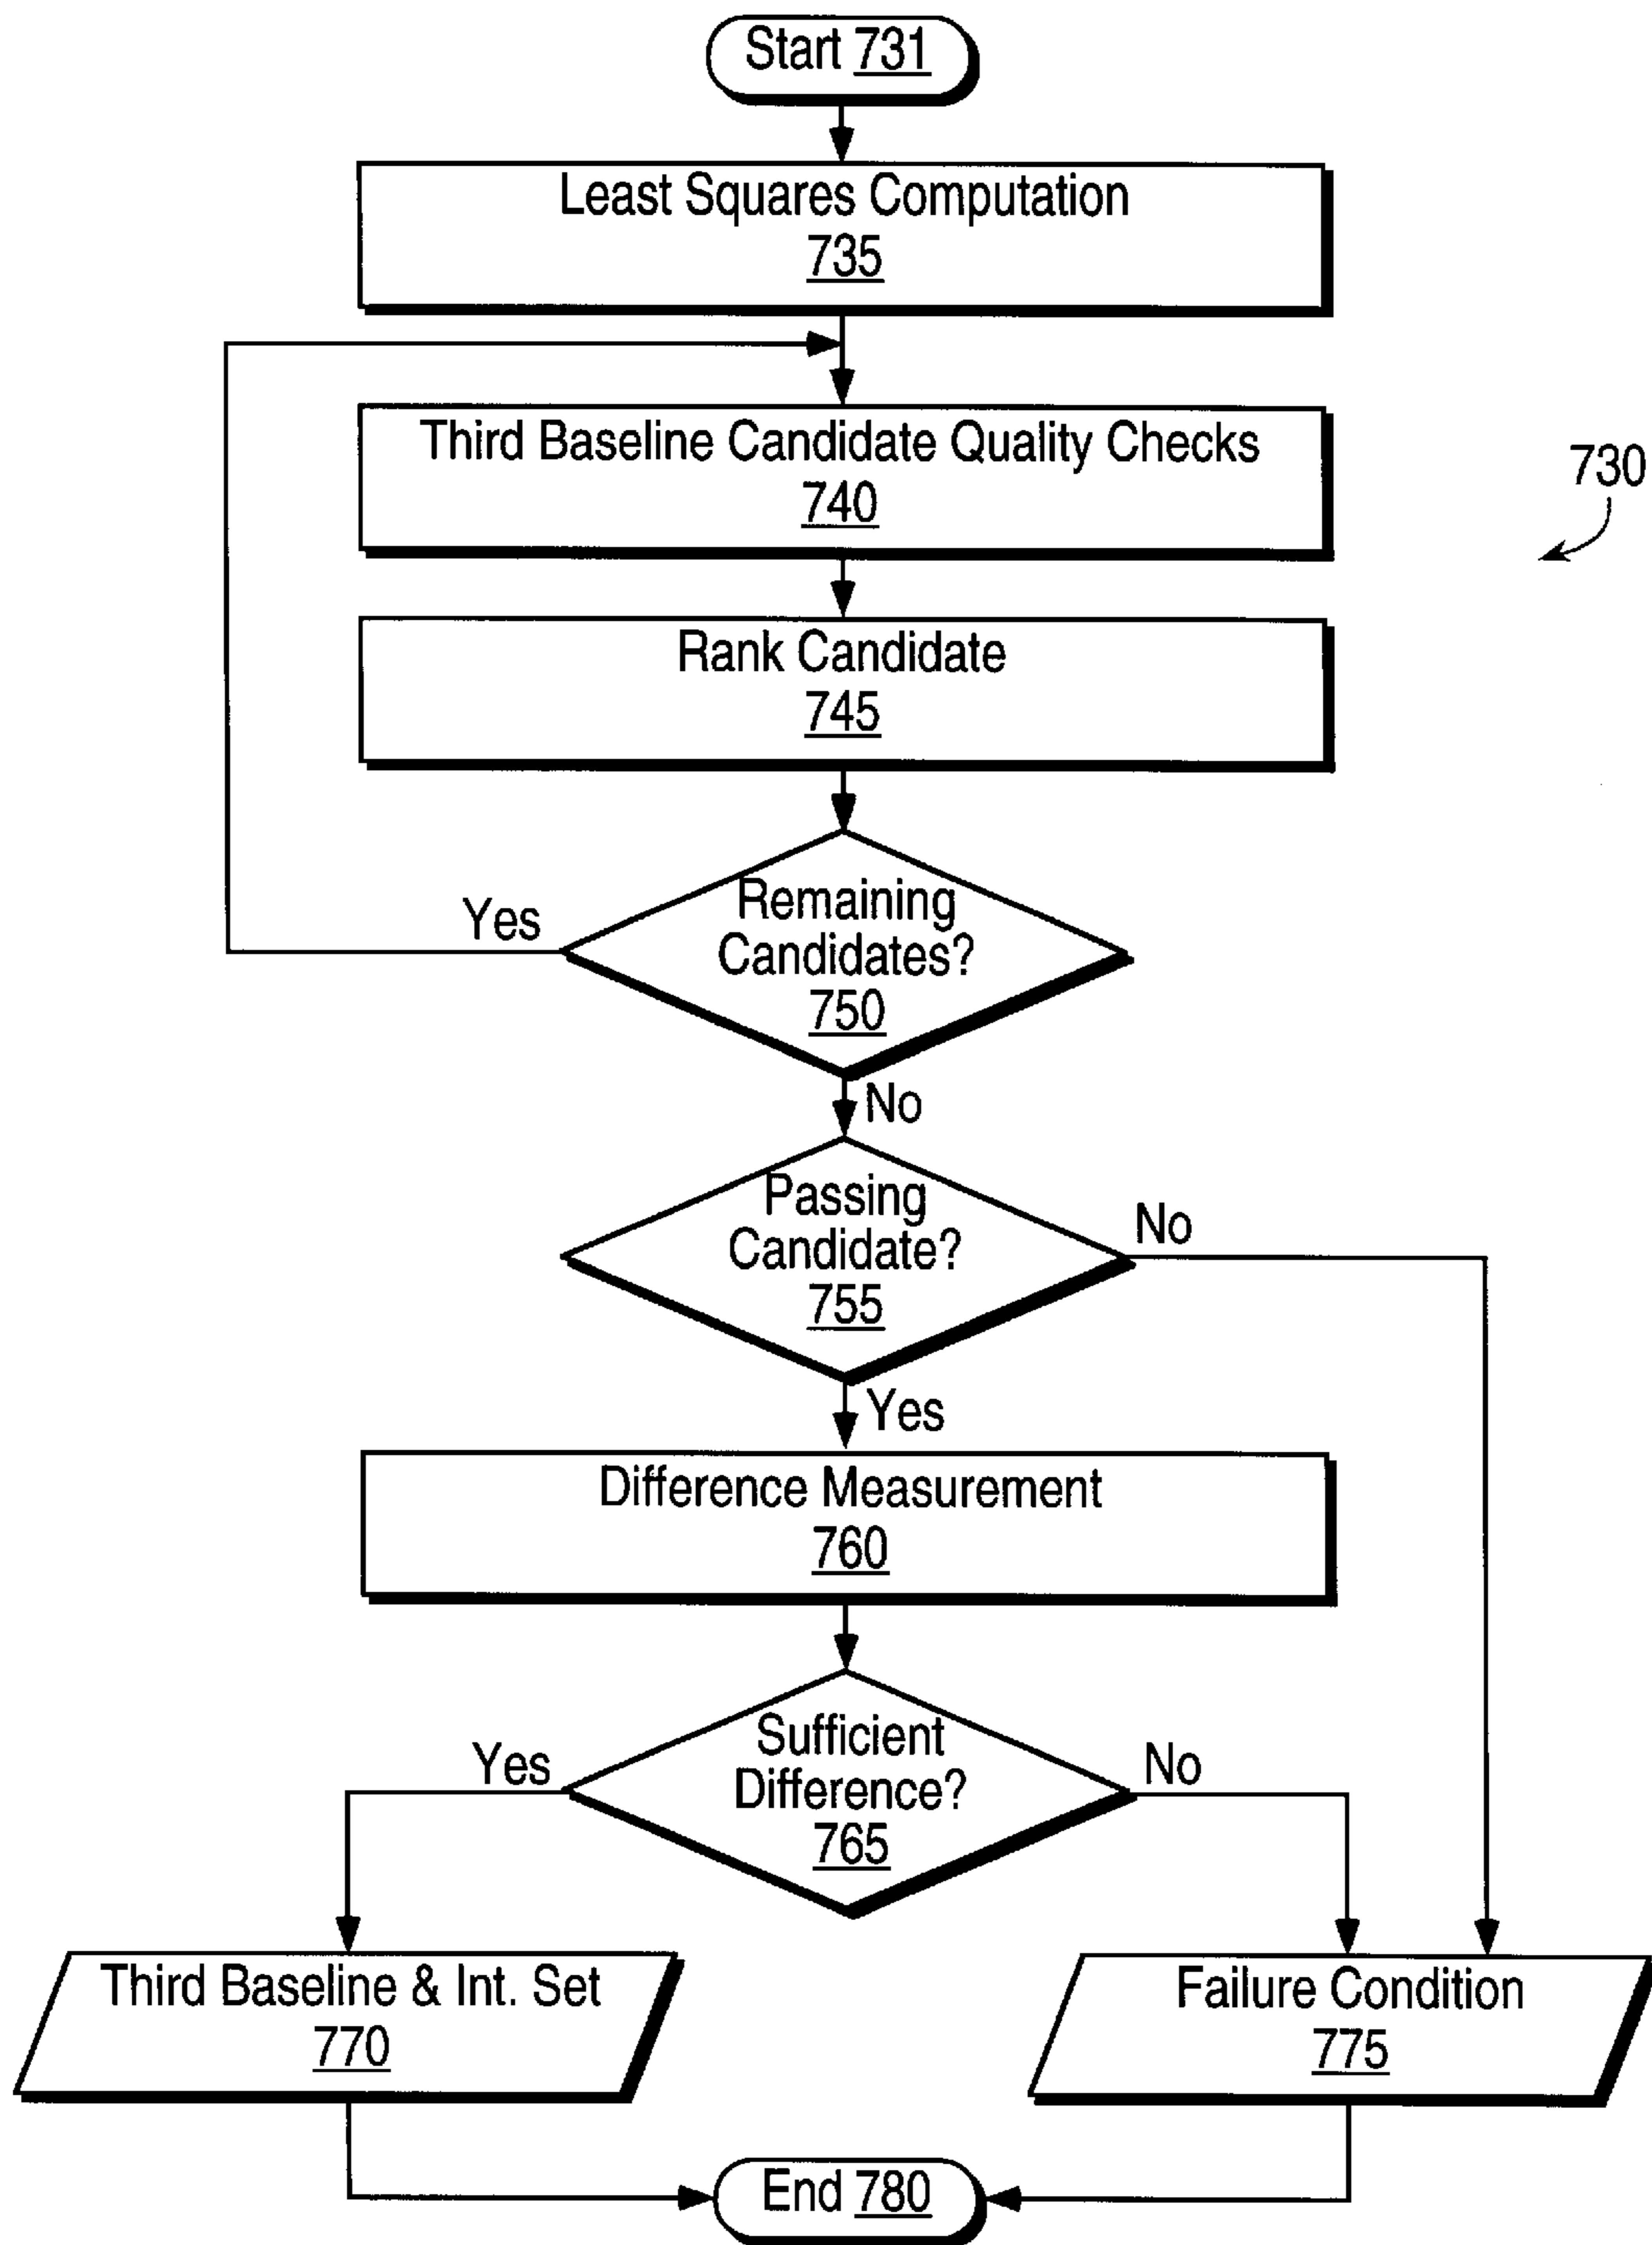 Start 731
Least Squares Computation
735
Third Baseline Candidate Quality Checks
740
730
Rank Candidate
745
Remaining
Candidates?
750
Yes
No
Passing
Candidate?
755
No
Yes
Difference Measurement
760
Sufficient
Difference?
765
Yes
No
Third Baseline & Int. Set
770
Failure Condition
775
End 780